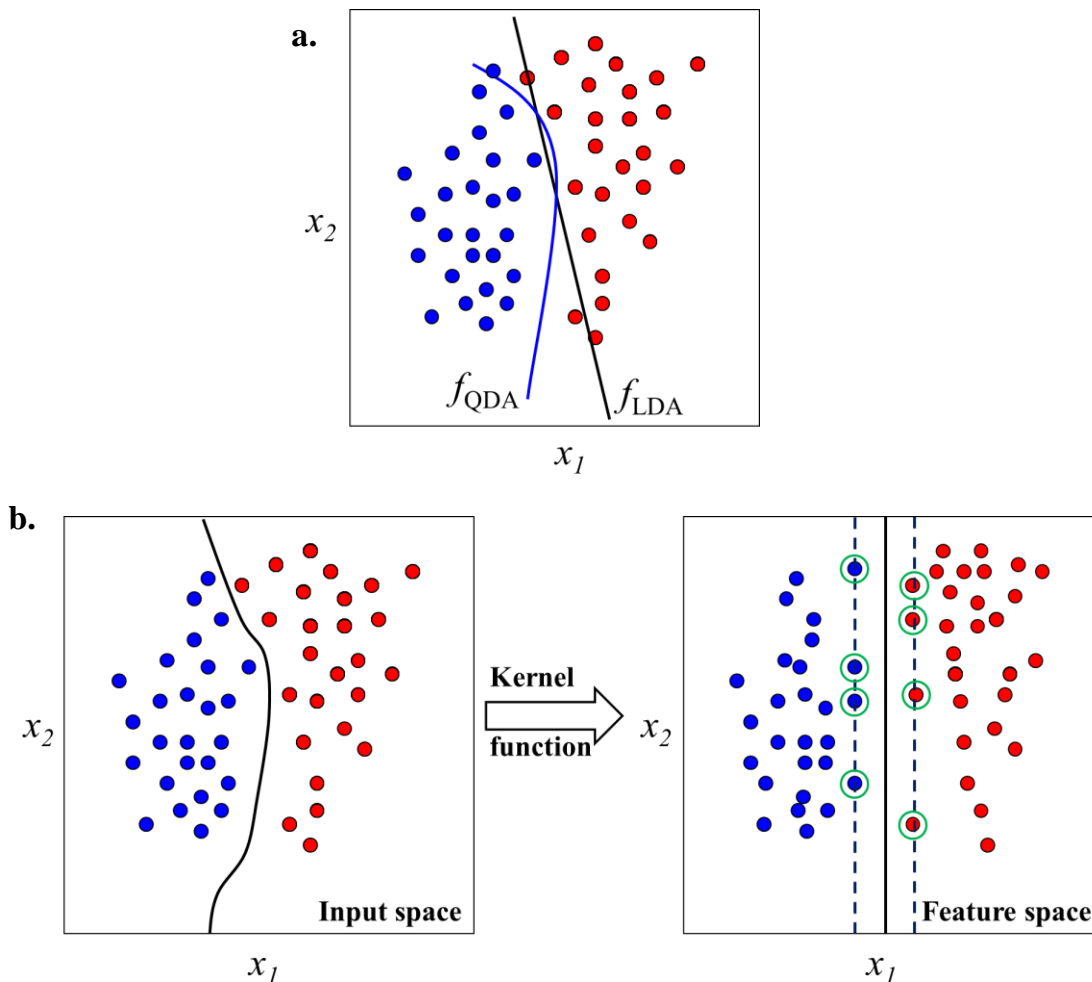 a.
x2
fQDA
fLDA
x1
b.
x2
Input space
x1
Kernel
function
x2
Feature space
x1